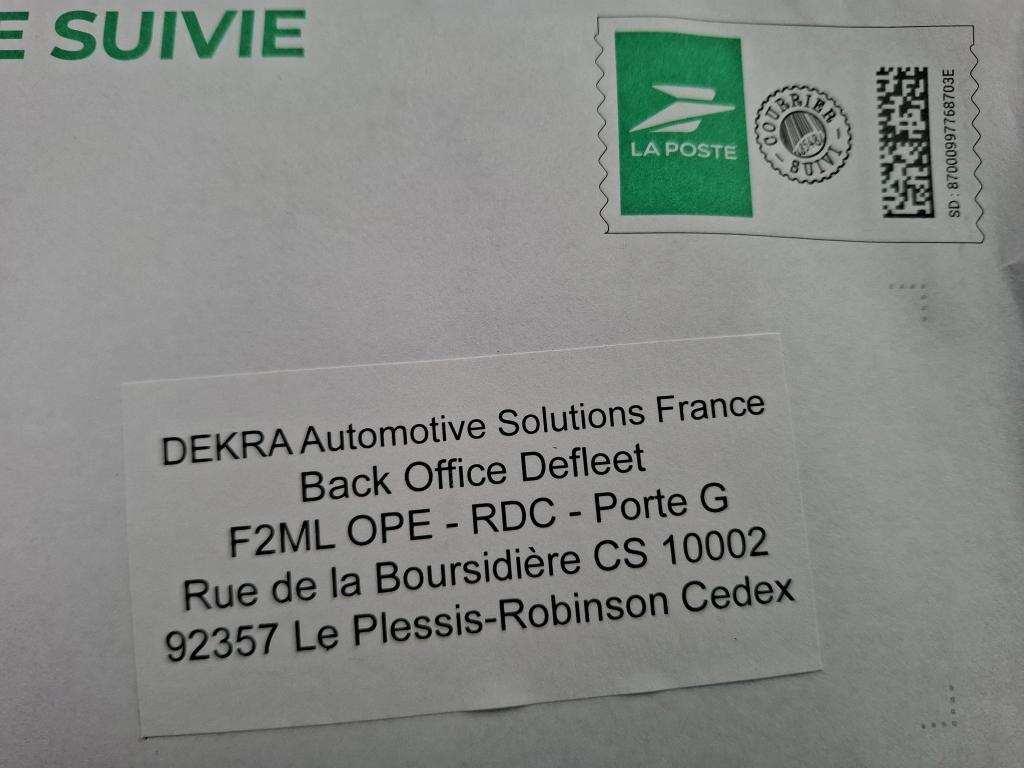 E SUIVIE
LA POSTE
COURRIER
SUIVI
SD : 87000997768703E
DEKRA Automotive Solutions France
Back Office Defleet
F2ML OPE - RDC - Porte G
Rue de la Boursidière CS 10002
92357 Le Plessis-Robinson Cedex